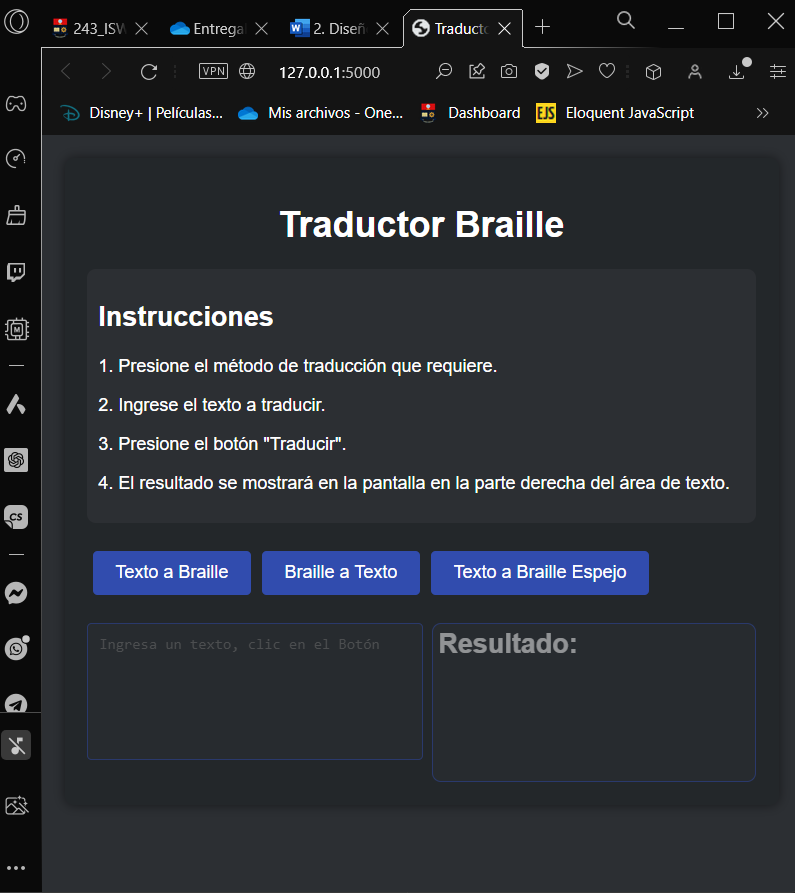 243_ISW
Entrega
2. Diseñ
Traducto
VPN
127.0.0.1:5000
Disney+ | Películas...
Mis archivos - One...
Dashboard
EJS
Eloquent JavaScript
Traductor Braille
Instrucciones
1. Presione el método de traducción que requiere.
2. Ingrese el texto a traducir.
3. Presione el botón "Traducir".
4. El resultado se mostrará en la pantalla en la parte derecha del área de texto.
Texto a Braille
Braille a Texto
Texto a Braille Espejo
Ingresa un texto, clic en el Botón
Resultado:
M
CS